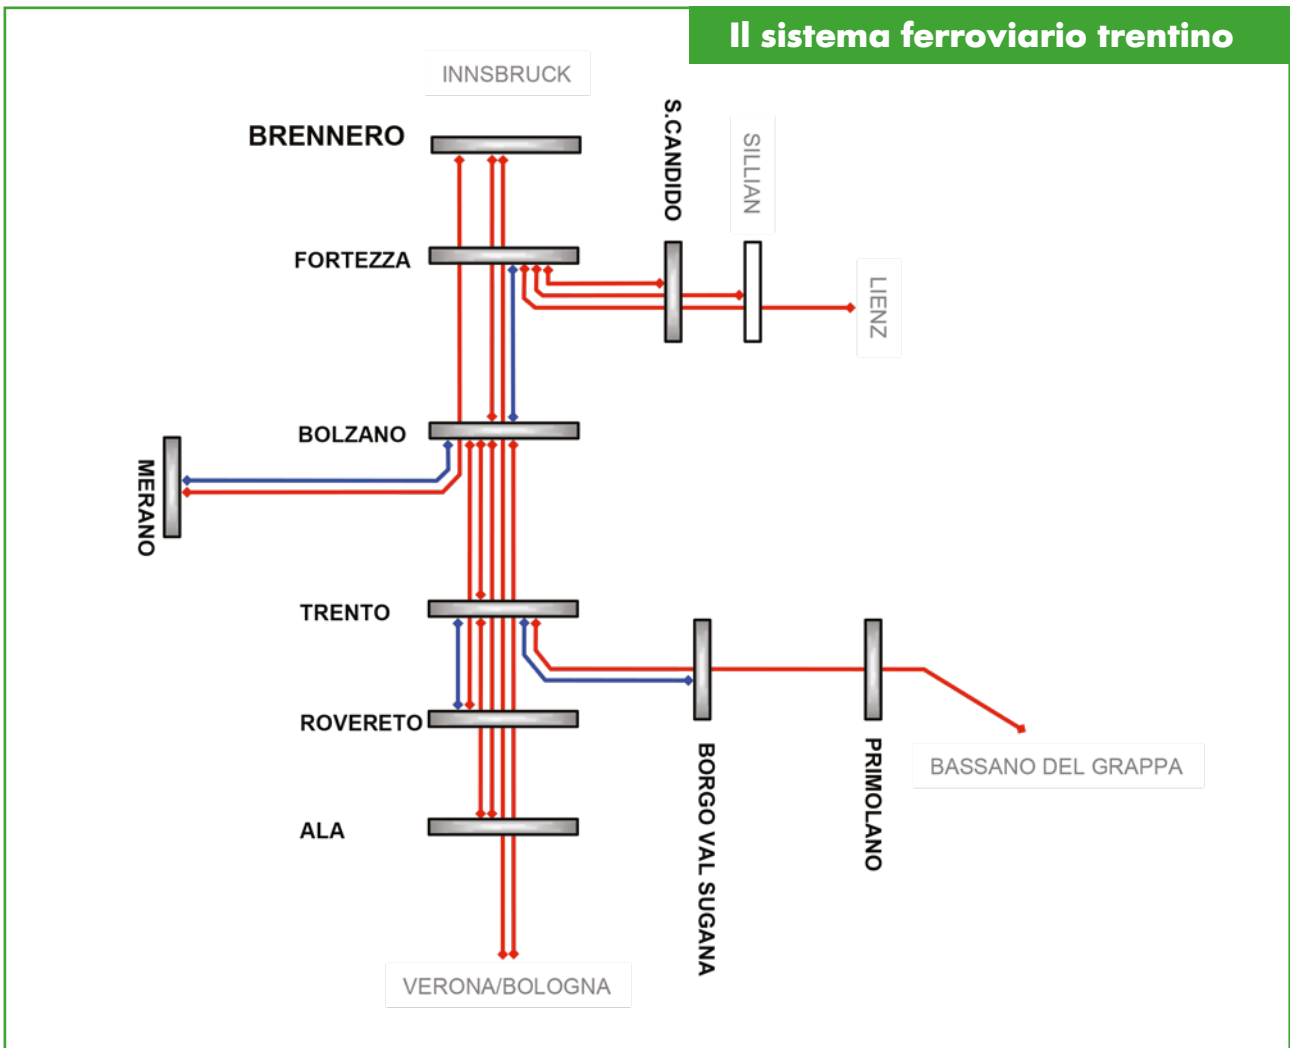 Il sistema ferroviario trentino
INNSBRUCK
BRENNERO
S.CANDIDO
SILLIAN
FORTEZZA
LIENZ
BOLZANO
MERANO
TRENTO
ROVERETO
BORGO VAL SUGANA
PRIMOLANO
BASSANO DEL GRAPPA
ALA
VERONA/BOLOGNA